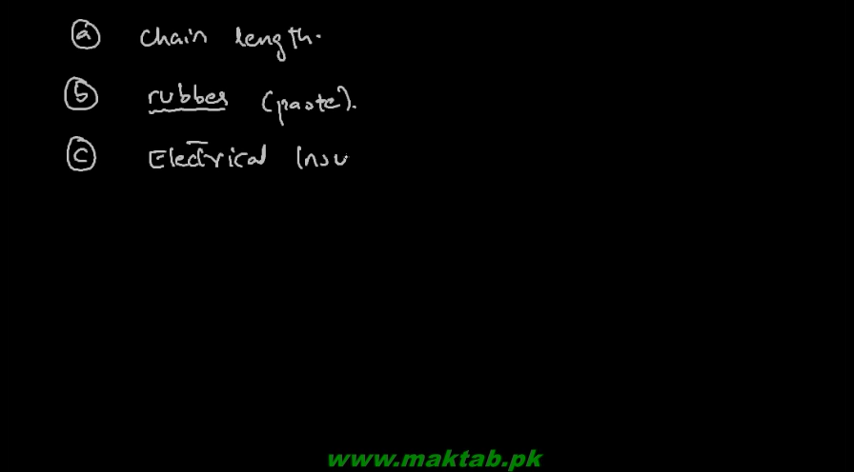 (a) chain length.
(b) rubber (paste).
(c) Electrical Insu
www.maktab.pk